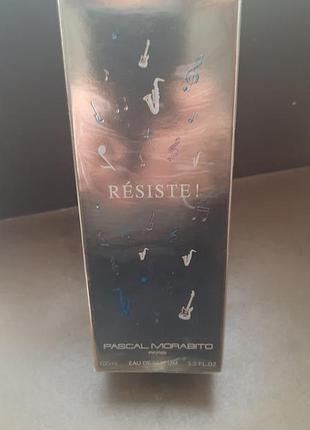 RÉSISTE!
PASCAL MORABITO
PARIS
100ml EAU DE PARFUM 3.3 FL.OZ